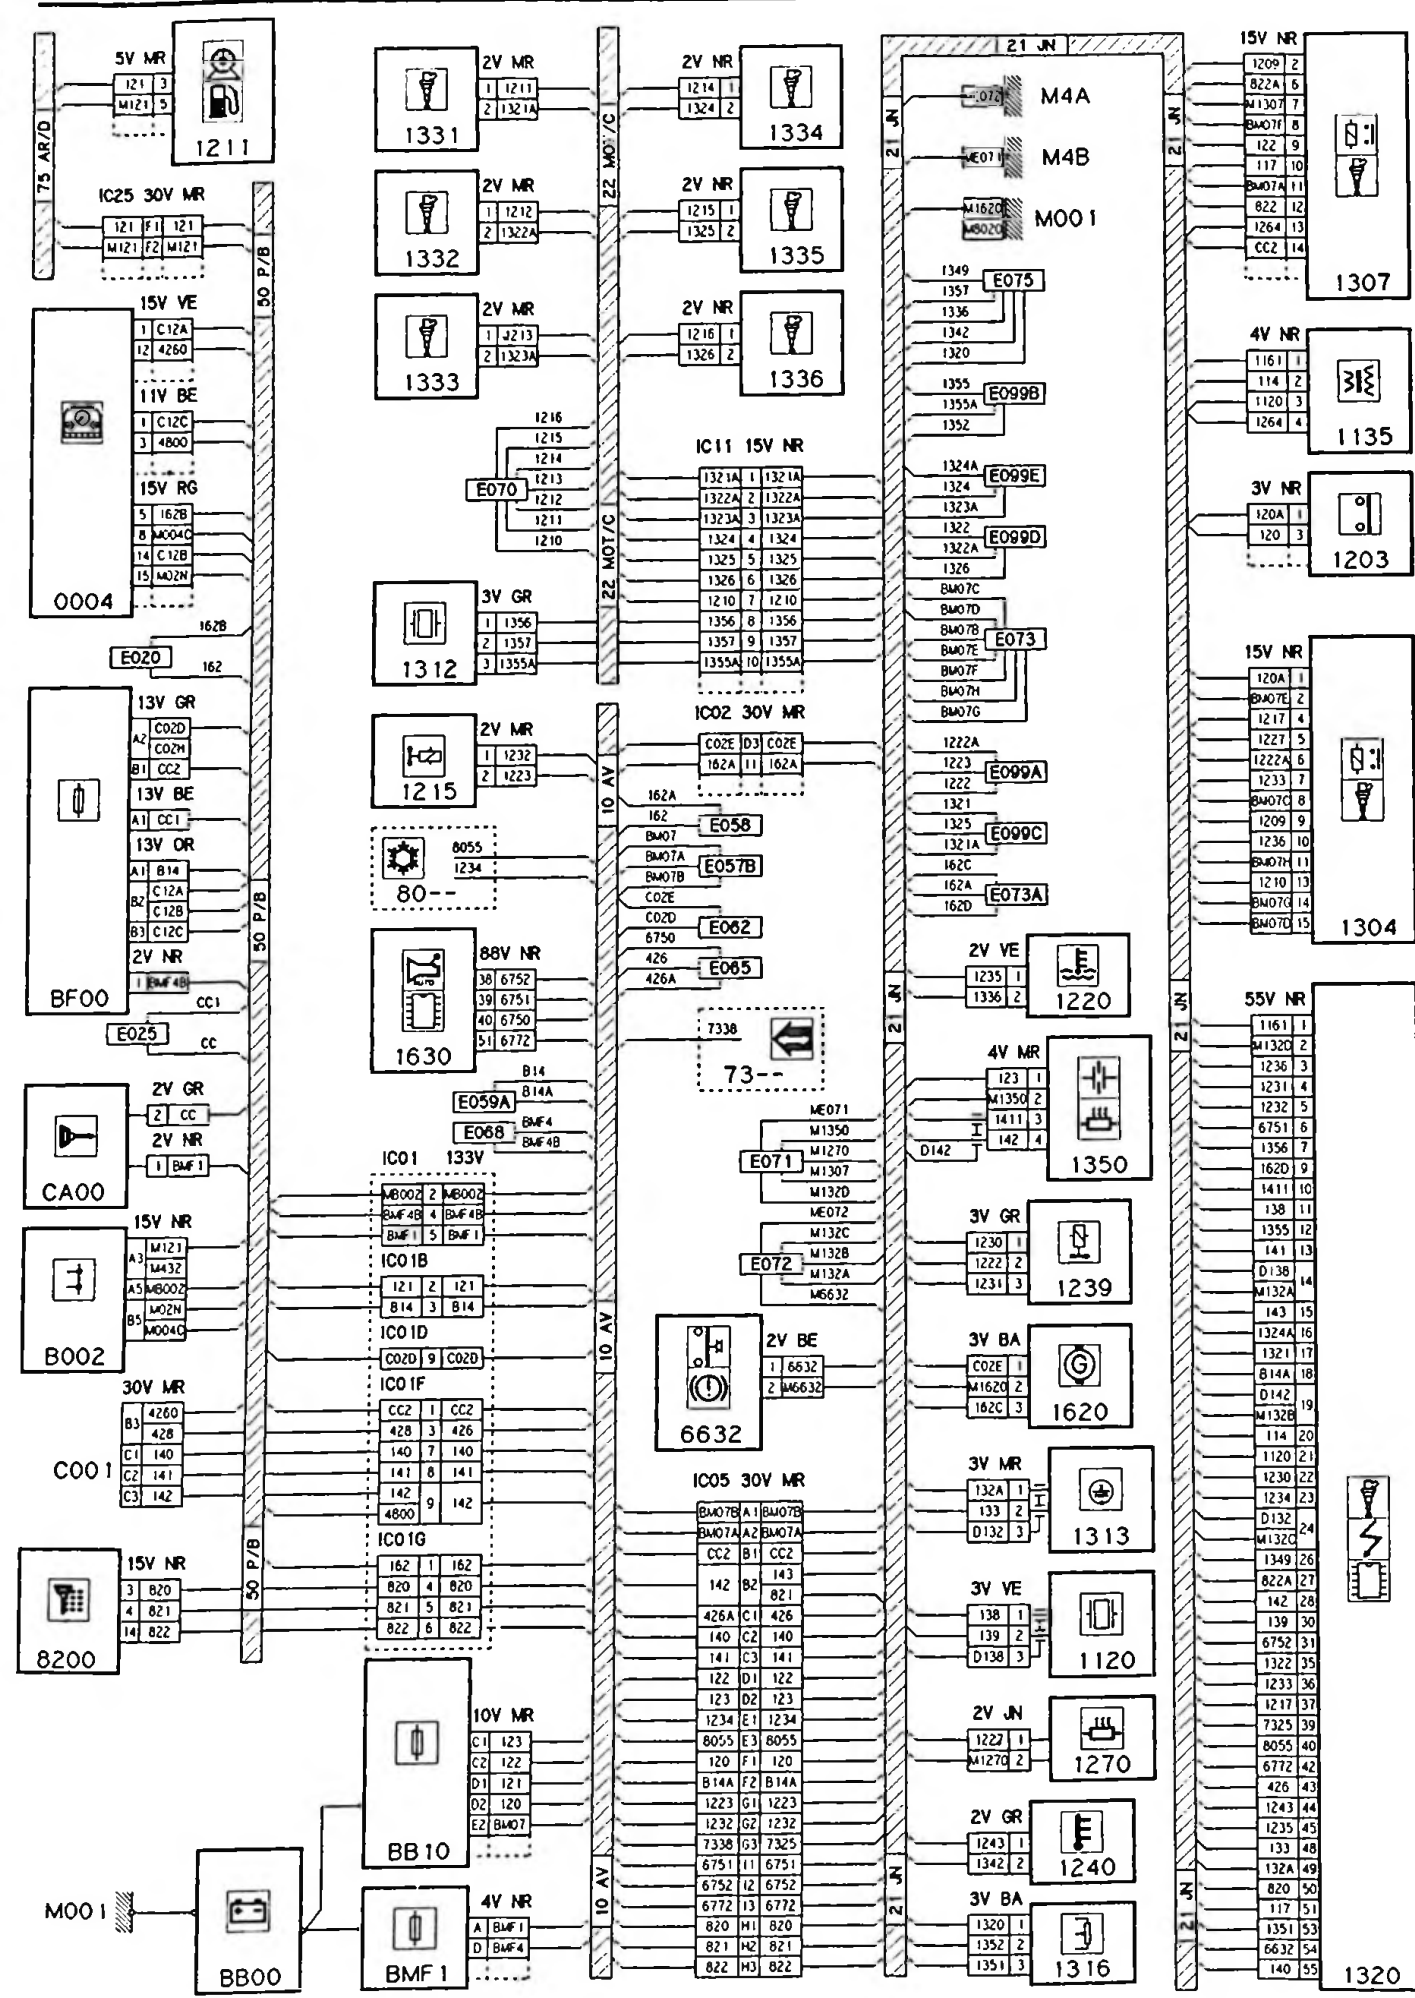 75 AR/D
5V MR
121 3
M121 5
1211
IC25 30V MR
121 F1 121
M121 F2 M121
50 P/B
15V VE
1 C12A
12 4260
11V BE
1 C12C
3 4800
15V RG
5 162B
8 M004C
14 C12B
15 M02N
0004
162B
E020
162
13V GR
A2 C02D
C02H
B1 CC2
13V BE
A1 CC1
13V OR
A1 B14
B2 C12A
C12B
B3 C12C
2V NR
1 BMF4B
BF00
50 P/B
CC1
E025
CC
2V GR
2 CC
2V NR
1 BMF1
CA00
15V NR
A3 M121
M432
A5 MB002
B5 M02N
M004C
B002
30V MR
B3 4260
428
C1 140
C2 141
C3 142
C001
50 P/B
15V NR
3 820
4 821
14 822
8200
M001
BB00
2V MR
1 1211
2 1321A
1331
2V MR
1 1212
2 1322A
1332
2V MR
1 1213
2 1323A
1333
22 MOT/C
2V NR
1214 1
1324 2
1334
2V NR
1215 1
1325 2
1335
2V NR
1216 1
1326 2
1336
1216
1215
1214
1213
1212
1211
1210
E070
22 MOT/C
3V GR
1 1356
2 1357
3 1355A
1312
IC11 15V NR
1321A 1 1321A
1322A 2 1322A
1323A 3 1323A
1324 4 1324
1325 5 1325
1326 6 1326
1210 7 1210
1356 8 1356
1357 9 1357
1355A 10 1355A
2V MR
1 1232
2 1223
1215
10 AV
IC02 30V MR
C02E D3 C02E
162A 11 162A
8055
1234
80--
162A
162
E058
BM07
BM07A
BM07B
E057B
C02E
C02D
E062
6750
426
426A
E065
88V NR
38 6752
39 6751
40 6750
51 6772
1630
7338
73--
B14
B14A
E059A
BMF4
BMF4B
E068
IC01 133V
MB002 2 MB002
BMF4B 4 BMF4B
BMF1 5 BMF1
IC01B
121 2 121
B14 3 B14
IC01D
C02D 9 C02D
IC01F
CC2 1 CC2
428 3 426
140 7 140
141 8 141
142 9 142
4800
IC01G
162 1 162
820 4 820
821 5 821
822 6 822
10 AV
ME071
M1350
M1270
M1307
M132D
E071
ME072
M132C
M132B
M132A
M6632
E072
2V BE
1 6632
2 M6632
6632
10V MR
C1 123
C2 122
D1 121
D2 120
E2 BM07
BB10
4V NR
A BMF1
D BMF4
BMF1
10 AV
IC05 30V MR
BM07B A1 BM07B
BM07A A2 BM07A
CC2 B1 CC2
142 B2 143
821
426A C1 426
140 C2 140
141 C3 141
122 D1 122
123 D2 123
1234 E1 1234
8055 E3 8055
120 F1 120
B14A F2 B14A
1223 G1 1223
1232 G2 1232
7338 G3 7325
6751 I1 6751
6752 I2 6752
6772 I3 6772
820 H1 820
821 H2 821
822 H3 822
21 JN
21 JN
21 JN
M4A
ME071
M4B
M1620
M8020
M001
1349
1357
1336
1342
1320
E075
1355
1355A
1352
E099B
1324A
1324
1323A
E099E
1322
1322A
1326
E099D
BM07C
BM07D
BM07B
BM07E
BM07F
BM07H
BM07G
E073
1222A
1223
1222
E099A
1321
1325
1321A
E099C
162C
162A
162D
E073A
21 JN
21 JN
2V VE
1235 1
1336 2
1220
4V MR
123 1
M1350 2
1411 3
142 4
D142
1350
3V GR
1230 1
1222 2
1231 3
1239
3V BA
C02E 1
M1620 2
162C 3
1620
3V MR
132A 1
133 2
D132 3
1313
3V VE
138 1
139 2
D138 3
1120
2V JN
1227 1
M1270 2
1270
2V GR
1243 1
1342 2
1240
3V BA
1320 1
1352 2
1351 3
1316
21 JN
21 JN
15V NR
1209 2
822A 6
M1307 7
BM07F 8
122 9
117 10
BM07A 11
822 12
1264 13
CC2 14
1307
4V NR
1161 1
114 2
1120 3
1264 4
1135
3V NR
120A 1
120 3
1203
15V NR
120A 1
BM07E 2
1217 4
1227 5
1222A 6
1233 7
BM07C 8
1209 9
1236 10
BM07H 11
1210 13
BM07G 14
BM07D 15
1304
55V NR
1161 1
M132D 2
1236 3
1231 4
1232 5
6751 6
1356 7
162D 9
1411 10
138 11
1355 12
141 13
D138 14
M132A
143 15
1324A 16
1321 17
B14A 18
D142 19
M132B
114 20
1120 21
1230 22
1234 23
D132 24
M132C
1349 26
822A 27
142 28
139 30
6752 31
1322 35
1233 36
1217 37
7325 39
8055 40
6772 42
426 43
1243 44
1235 45
133 48
132A 49
820 50
117 51
1351 53
6632 54
140 55
1320